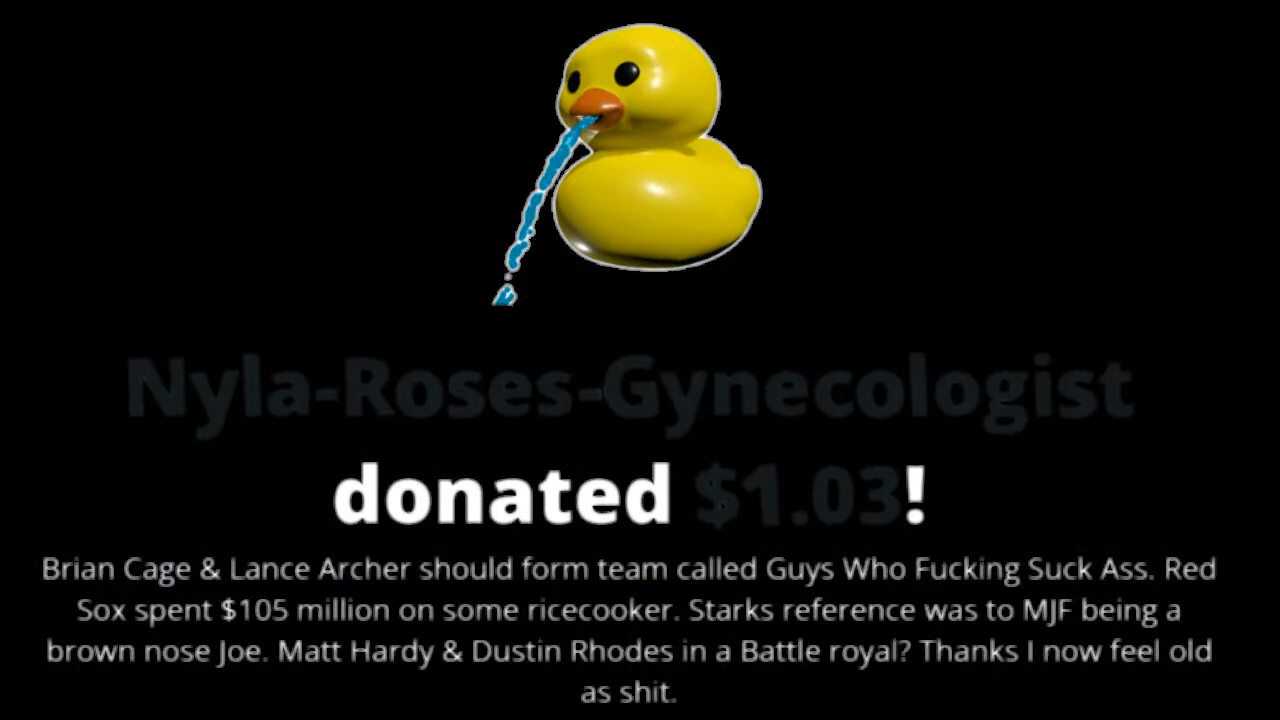 Nyla-Roses-Gynecologist
donated $1.03!
Brian Cage & Lance Archer should form team called Guys Who Fucking Suck Ass. Red
Sox spent $105 million on some ricecooker. Starks reference was to MJF being a
brown nose Joe. Matt Hardy & Dustin Rhodes in a Battle royal? Thanks I now feel old
as shit.